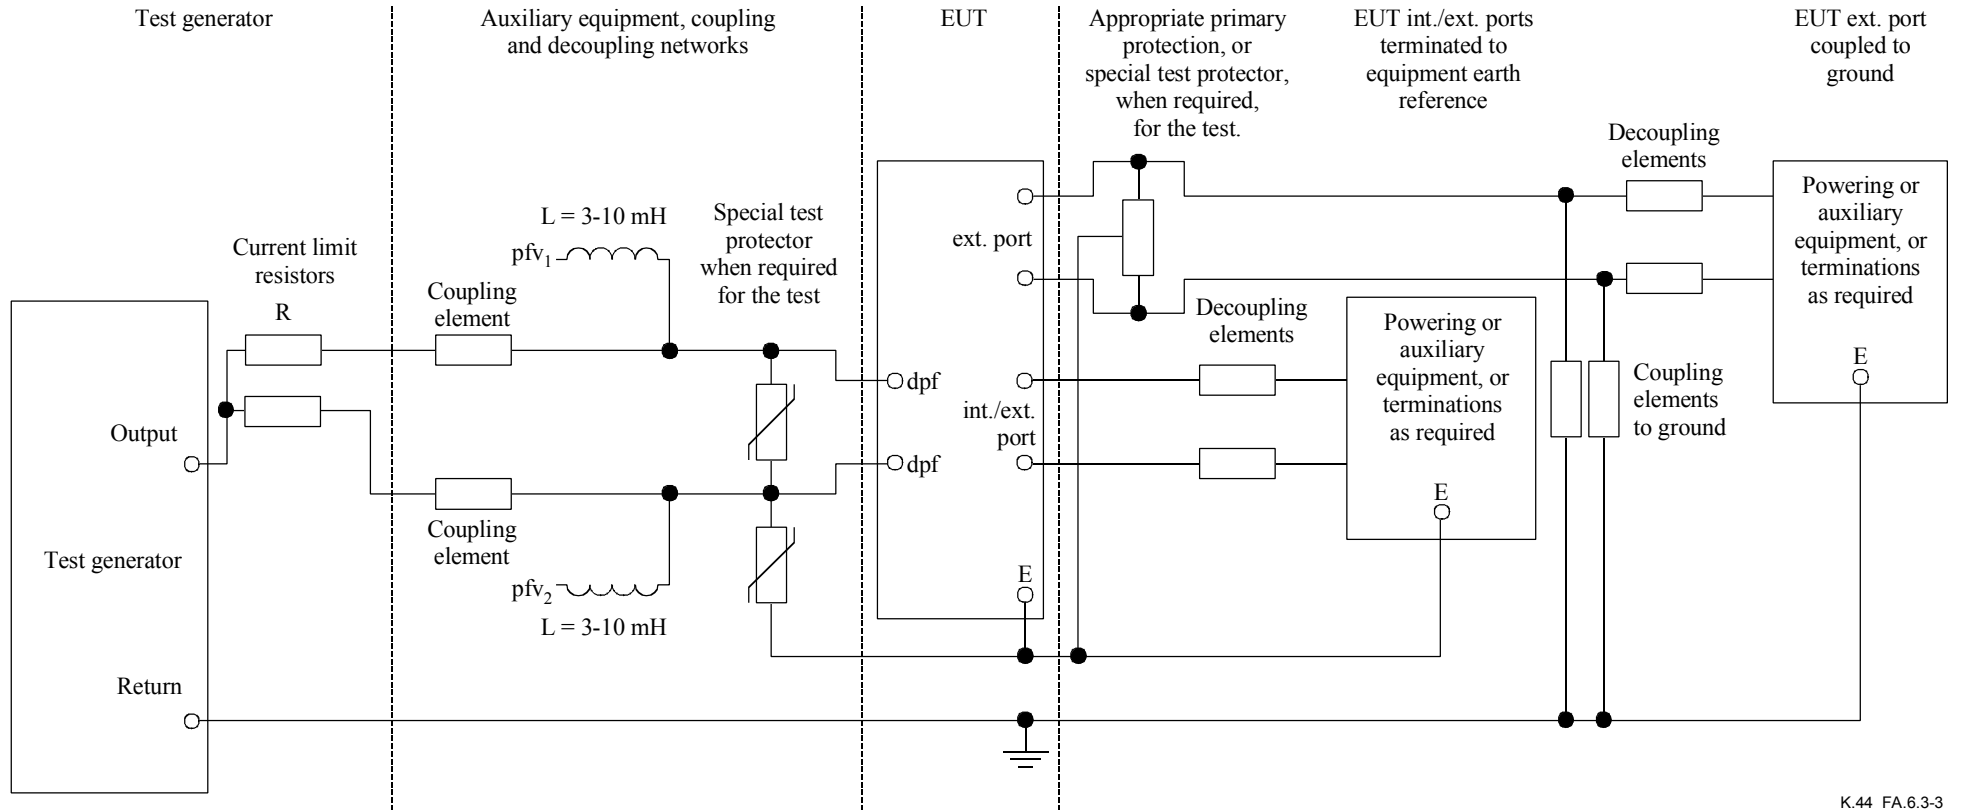 Test generator
Auxiliary equipment, coupling
and decoupling networks
EUT
Appropriate primary
protection, or
special test protector,
when required,
for the test.
EUT int./ext. ports
terminated to
equipment earth
reference
EUT ext. port
coupled to
ground
Decoupling
elements
Powering or
auxiliary
equipment, or
terminations
as required
E
L = 3-10 mH
pfv₁
Special test
protector
when required
for the test
Current limit
resistors
R
Coupling
element
ext. port
Decoupling
elements
Powering or
auxiliary
equipment, or
terminations
as required
E
Coupling
elements
to ground
dpf
int./ext.
port
dpf
Output
Coupling
element
Test generator
pfv₂
L = 3-10 mH
E
Return
K.44_FA.6.3-3